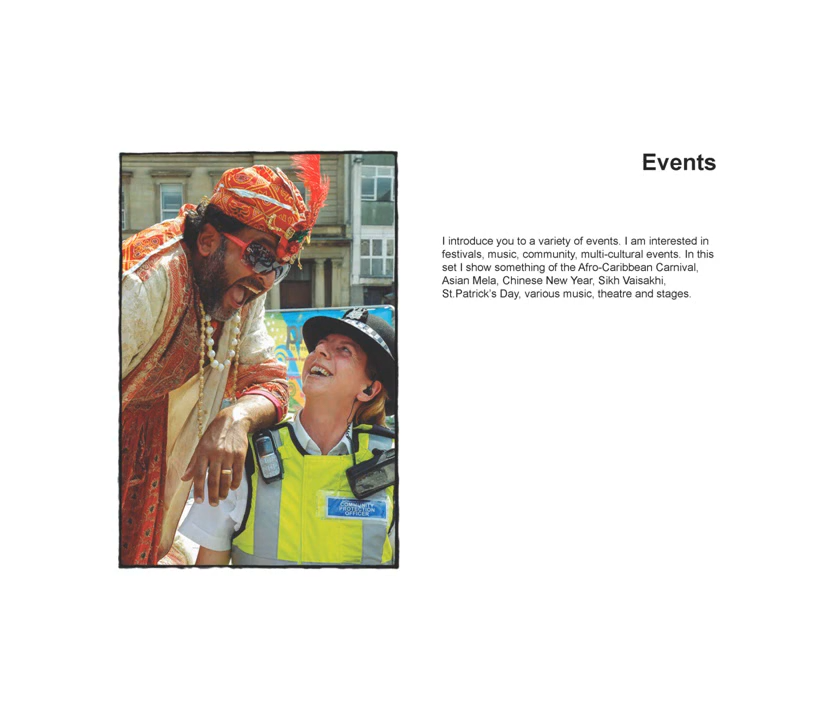 Events
I introduce you to a variety of events. I am interested in
festivals, music, community, multi-cultural events. In this
set I show something of the Afro-Caribbean Carnival,
Asian Mela, Chinese New Year, Sikh Vaisakhi,
St.Patrick's Day, various music, theatre and stages.
COMMUNITY
PROTECTION
OFFICER